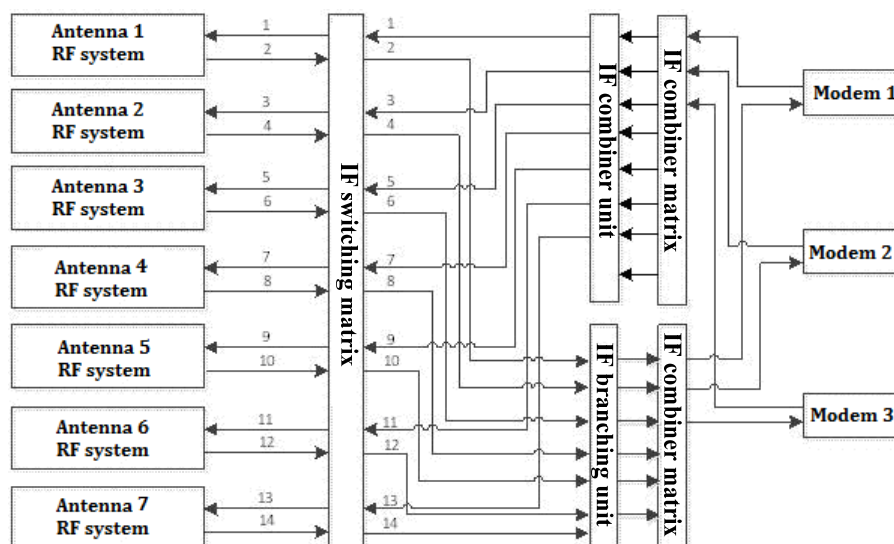 Antenna 1
RF system
1
2
Antenna 2
RF system
3
4
Antenna 3
RF system
5
6
Antenna 4
RF system
7
8
Antenna 5
RF system
9
10
Antenna 6
RF system
11
12
Antenna 7
RF system
13
14
IF switching matrix
1
2
3
4
5
6
7
8
9
10
11
12
13
14
IF combiner unit
IF combiner matrix
IF branching unit
IF combiner matrix
Modem 1
Modem 2
Modem 3